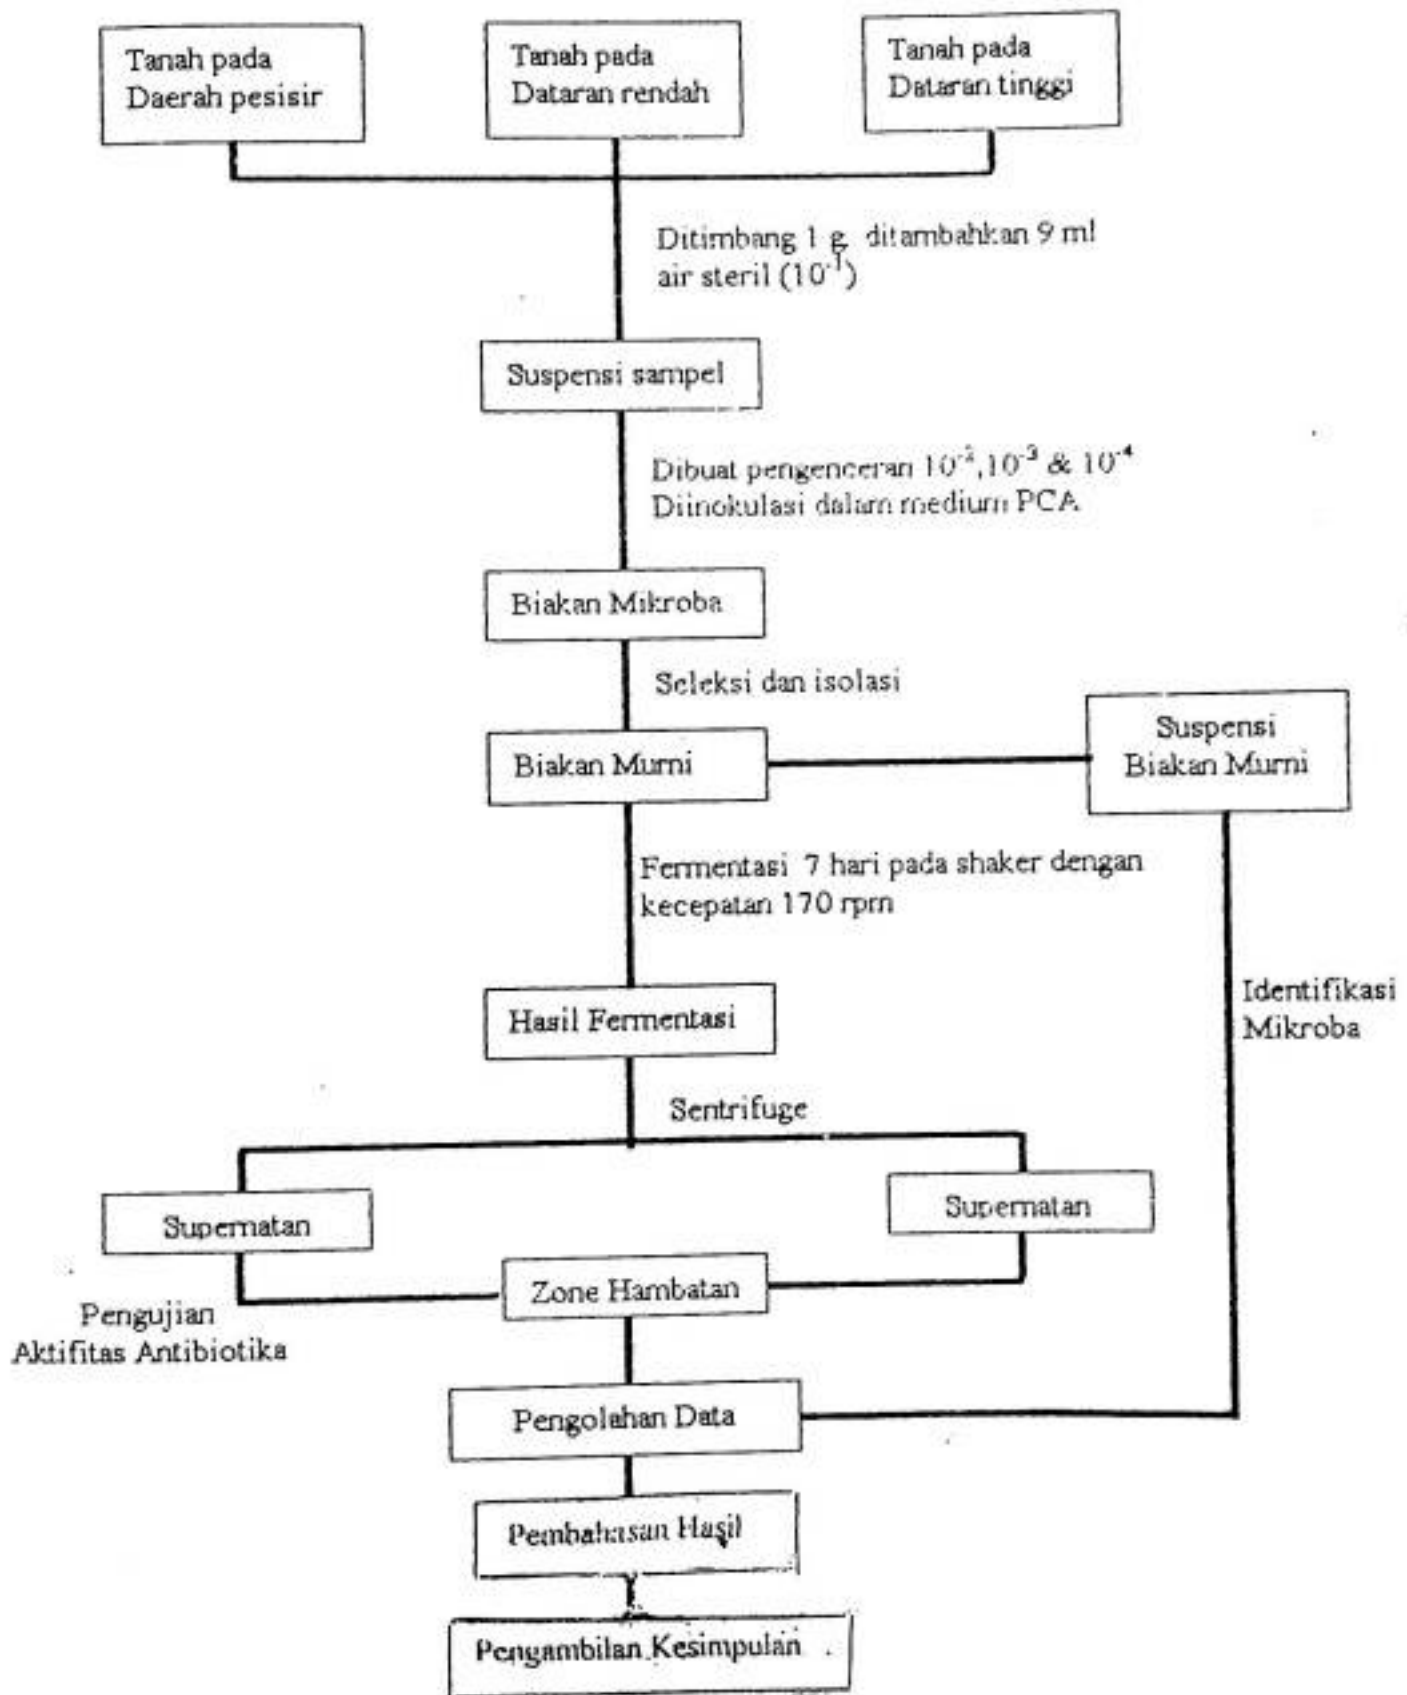 Tanah pada
Daerah pesisir
Tanah pada
Dataran rendah
Tanah pada
Dataran tinggi
Ditimbang 1 g ditambahkan 9 ml
air steril (10⁻¹)
Suspensi sampel
Dibuat pengenceran 10⁻²,10⁻³ & 10⁻⁴
Diinokulasi dalam medium PCA
Biakan Mikroba
Seleksi dan isolasi
Biakan Murni
Suspensi
Biakan Murni
Fermentasi 7 hari pada shaker dengan
kecepatan 170 rpm
Hasil Fermentasi
Identifikasi
Mikroba
Sentrifuge
Supernatan
Supernatan
Zone Hambatan
Pengujian
Aktifitas Antibiotika
Pengolahan Data
Pembahasan Hasil
Pengambilan Kesimpulan